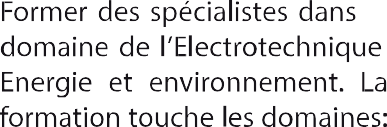 Former des spécialistes dans
domaine de l’Electrotechnique
Energie et environnement. La
formation touche les domaines: